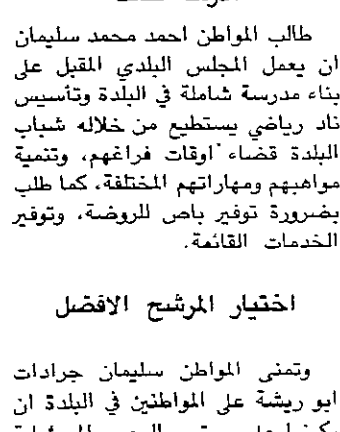 طالب المواطن احمد محمد سليمان
ان يعمل المجلس البلدي المقبل على
بناء مدرسة شاملة في البلدة وتأسيس
ناد رياضي يستطيع من خلاله شباب
البلدة قضاء اوقات فراغهم، وتنمية
مواهبهم ومهاراتهم المختلفة، كما طلب
بضرورة توفير باص للروضة، وتوفير
الخدمات القائمة.
اختيار المرشح الافضل
وتمنى المواطن سليمان جرادات
ابو ريشة على المواطنين في البلدة ان